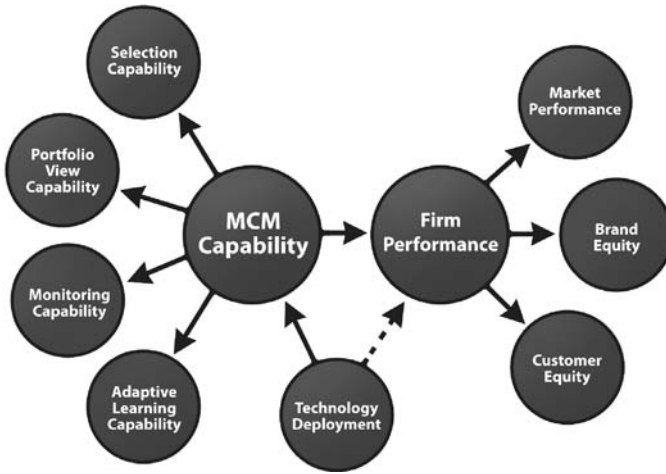 Selection
Capability
Portfolio
View
Capability
Monitoring
Capability
Adaptive
Learning
Capability
MCM
Capability
Technology
Deployment
Firm
Performance
Market
Performance
Brand
Equity
Customer
Equity